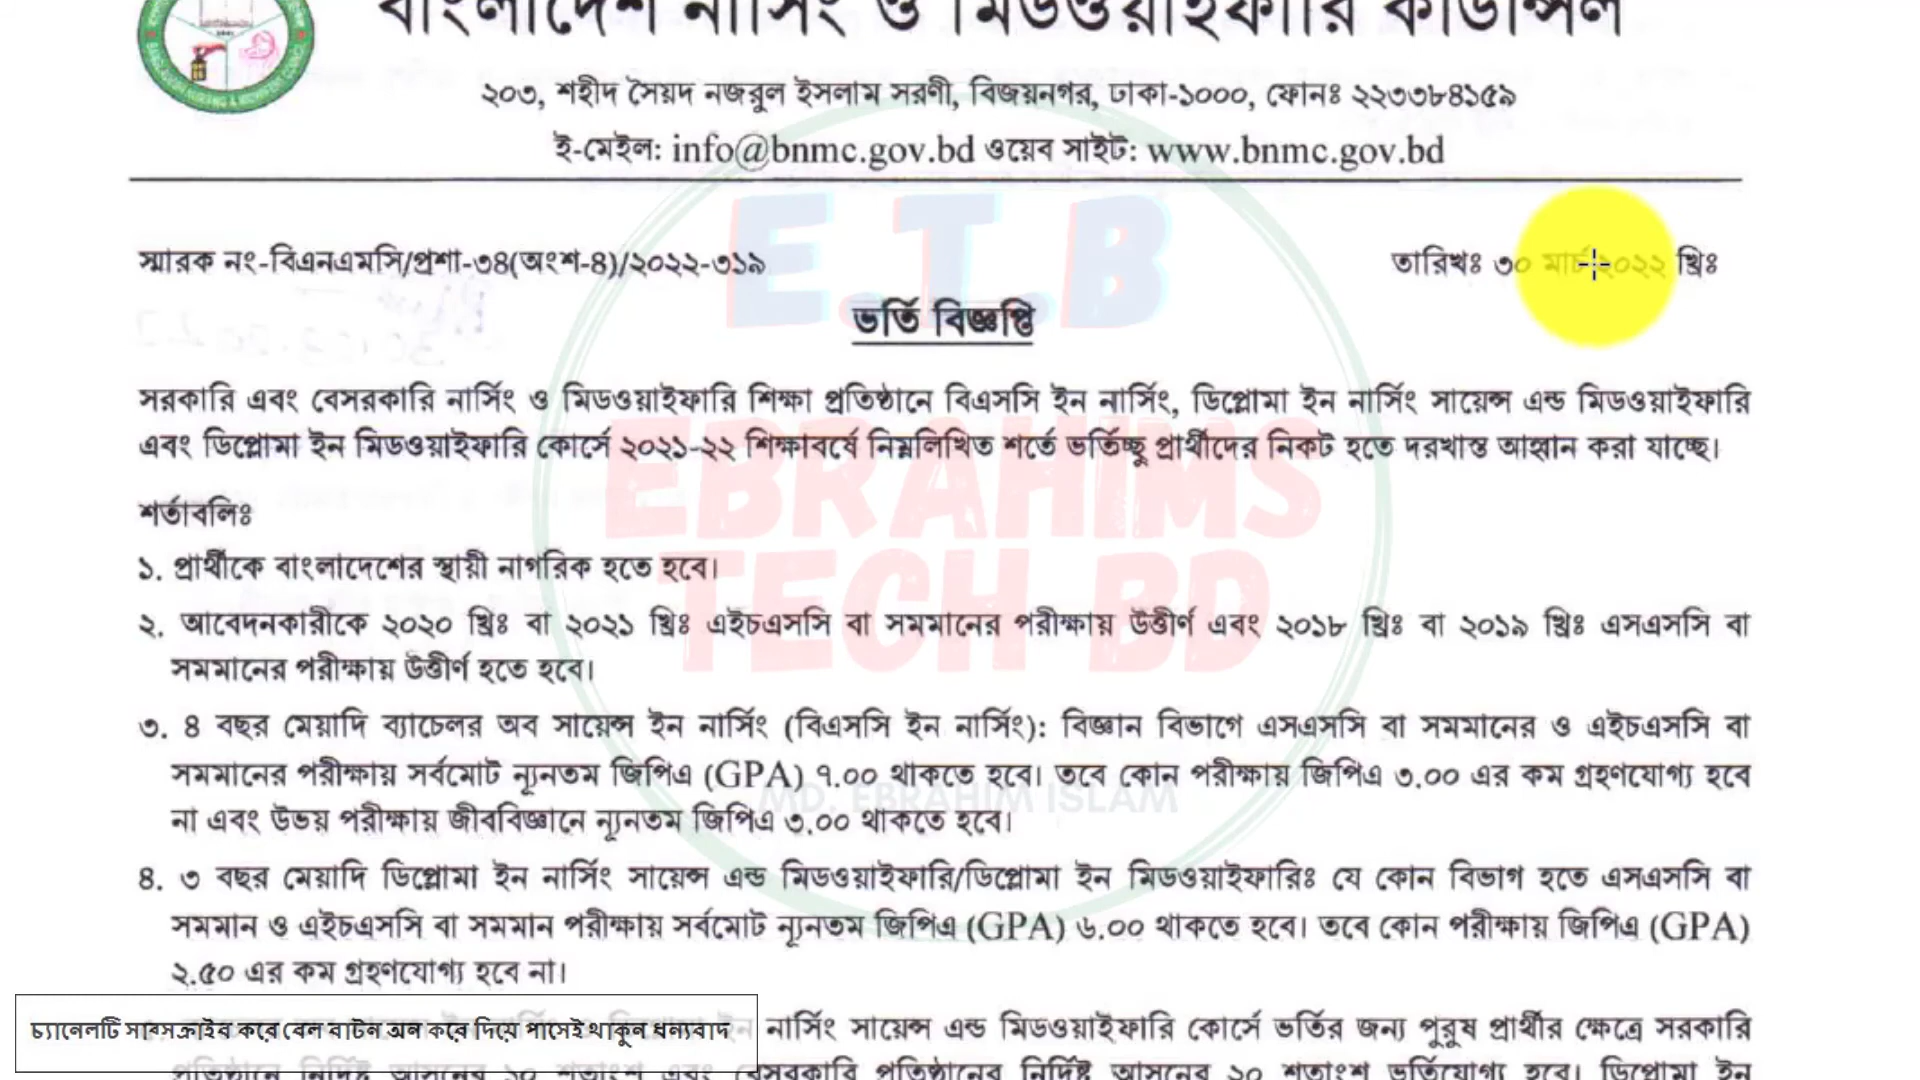 বাংলাদেশ নার্সিং ও মিডওয়াইফারি কাউন্সিল
২০৩, শহীদ সৈয়দ নজরুল ইসলাম সরণী, বিজয়নগর, ঢাকা-১০০০, ফোনঃ ২২৩৩৮৪১৫৯
ই-মেইল: info@bnmc.gov.bd ওয়েব সাইট: www.bnmc.gov.bd
স্মারক নং-বিএনএমসি/প্রশা-৩৪(অংশ-৪)/২০২২-৩১৯
তারিখঃ ৩০ মার্চ ২০২২ খ্রিঃ
E.T.B
ভর্তি বিজ্ঞপ্তি
সরকারি এবং বেসরকারি নার্সিং ও মিডওয়াইফারি শিক্ষা প্রতিষ্ঠানে বিএসসি ইন নার্সিং, ডিপ্লোমা ইন নার্সিং সায়েন্স এন্ড মিডওয়াইফারি
এবং ডিপ্লোমা ইন মিডওয়াইফারি কোর্সে ২০২১-২২ শিক্ষাবর্ষে নিম্নলিখিত শর্তে ভর্তিচ্ছু প্রার্থীদের নিকট হতে দরখাস্ত আহ্বান করা যাচ্ছে।
EBRAHIMS
TECH BD
শর্তাবলিঃ
১. প্রার্থীকে বাংলাদেশের স্থায়ী নাগরিক হতে হবে।
২. আবেদনকারীকে ২০২০ খ্রিঃ বা ২০২১ খ্রিঃ এইচএসসি বা সমমানের পরীক্ষায় উত্তীর্ণ এবং ২০১৮ খ্রিঃ বা ২০১৯ খ্রিঃ এসএসসি বা
সমমানের পরীক্ষায় উত্তীর্ণ হতে হবে।
৩. ৪ বছর মেয়াদি ব্যাচেলর অব সায়েন্স ইন নার্সিং (বিএসসি ইন নার্সিং): বিজ্ঞান বিভাগে এসএসসি বা সমমানের ও এইচএসসি বা
সমমানের পরীক্ষায় সর্বমোট ন্যূনতম জিপিএ (GPA) ৭.০০ থাকতে হবে। তবে কোন পরীক্ষায় জিপিএ ৩.০০ এর কম গ্রহণযোগ্য হবে
MD. EBRAHIM ISLAM
না এবং উভয় পরীক্ষায় জীববিজ্ঞানে ন্যূনতম জিপিএ ৩.০০ থাকতে হবে।
৪. ৩ বছর মেয়াদি ডিপ্লোমা ইন নার্সিং সায়েন্স এন্ড মিডওয়াইফারি/ডিপ্লোমা ইন মিডওয়াইফারিঃ যে কোন বিভাগ হতে এসএসসি বা
সমমান ও এইচএসসি বা সমমান পরীক্ষায় সর্বমোট ন্যূনতম জিপিএ (GPA) ৬.০০ থাকতে হবে। তবে কোন পরীক্ষায় জিপিএ (GPA)
২.৫০ এর কম গ্রহণযোগ্য হবে না।
চ্যানেলটি সাবসক্রাইব করে বেল বাটন অল করে দিয়ে পাসেই থাকুন ধন্যবাদ
নার্সিং সায়েন্স এন্ড মিডওয়াইফারি কোর্সে ভর্তির জন্য পুরুষ প্রার্থীর ক্ষেত্রে সরকারি
প্রতিষ্ঠানে নির্দিষ্ট আসনের ১০ শতাংশ এবং বেসরকারি প্রতিষ্ঠানের নির্দিষ্ট আসনের ২০ শতাংশ ভর্তিযোগ্য হবে। ডিপ্লোমা ইন